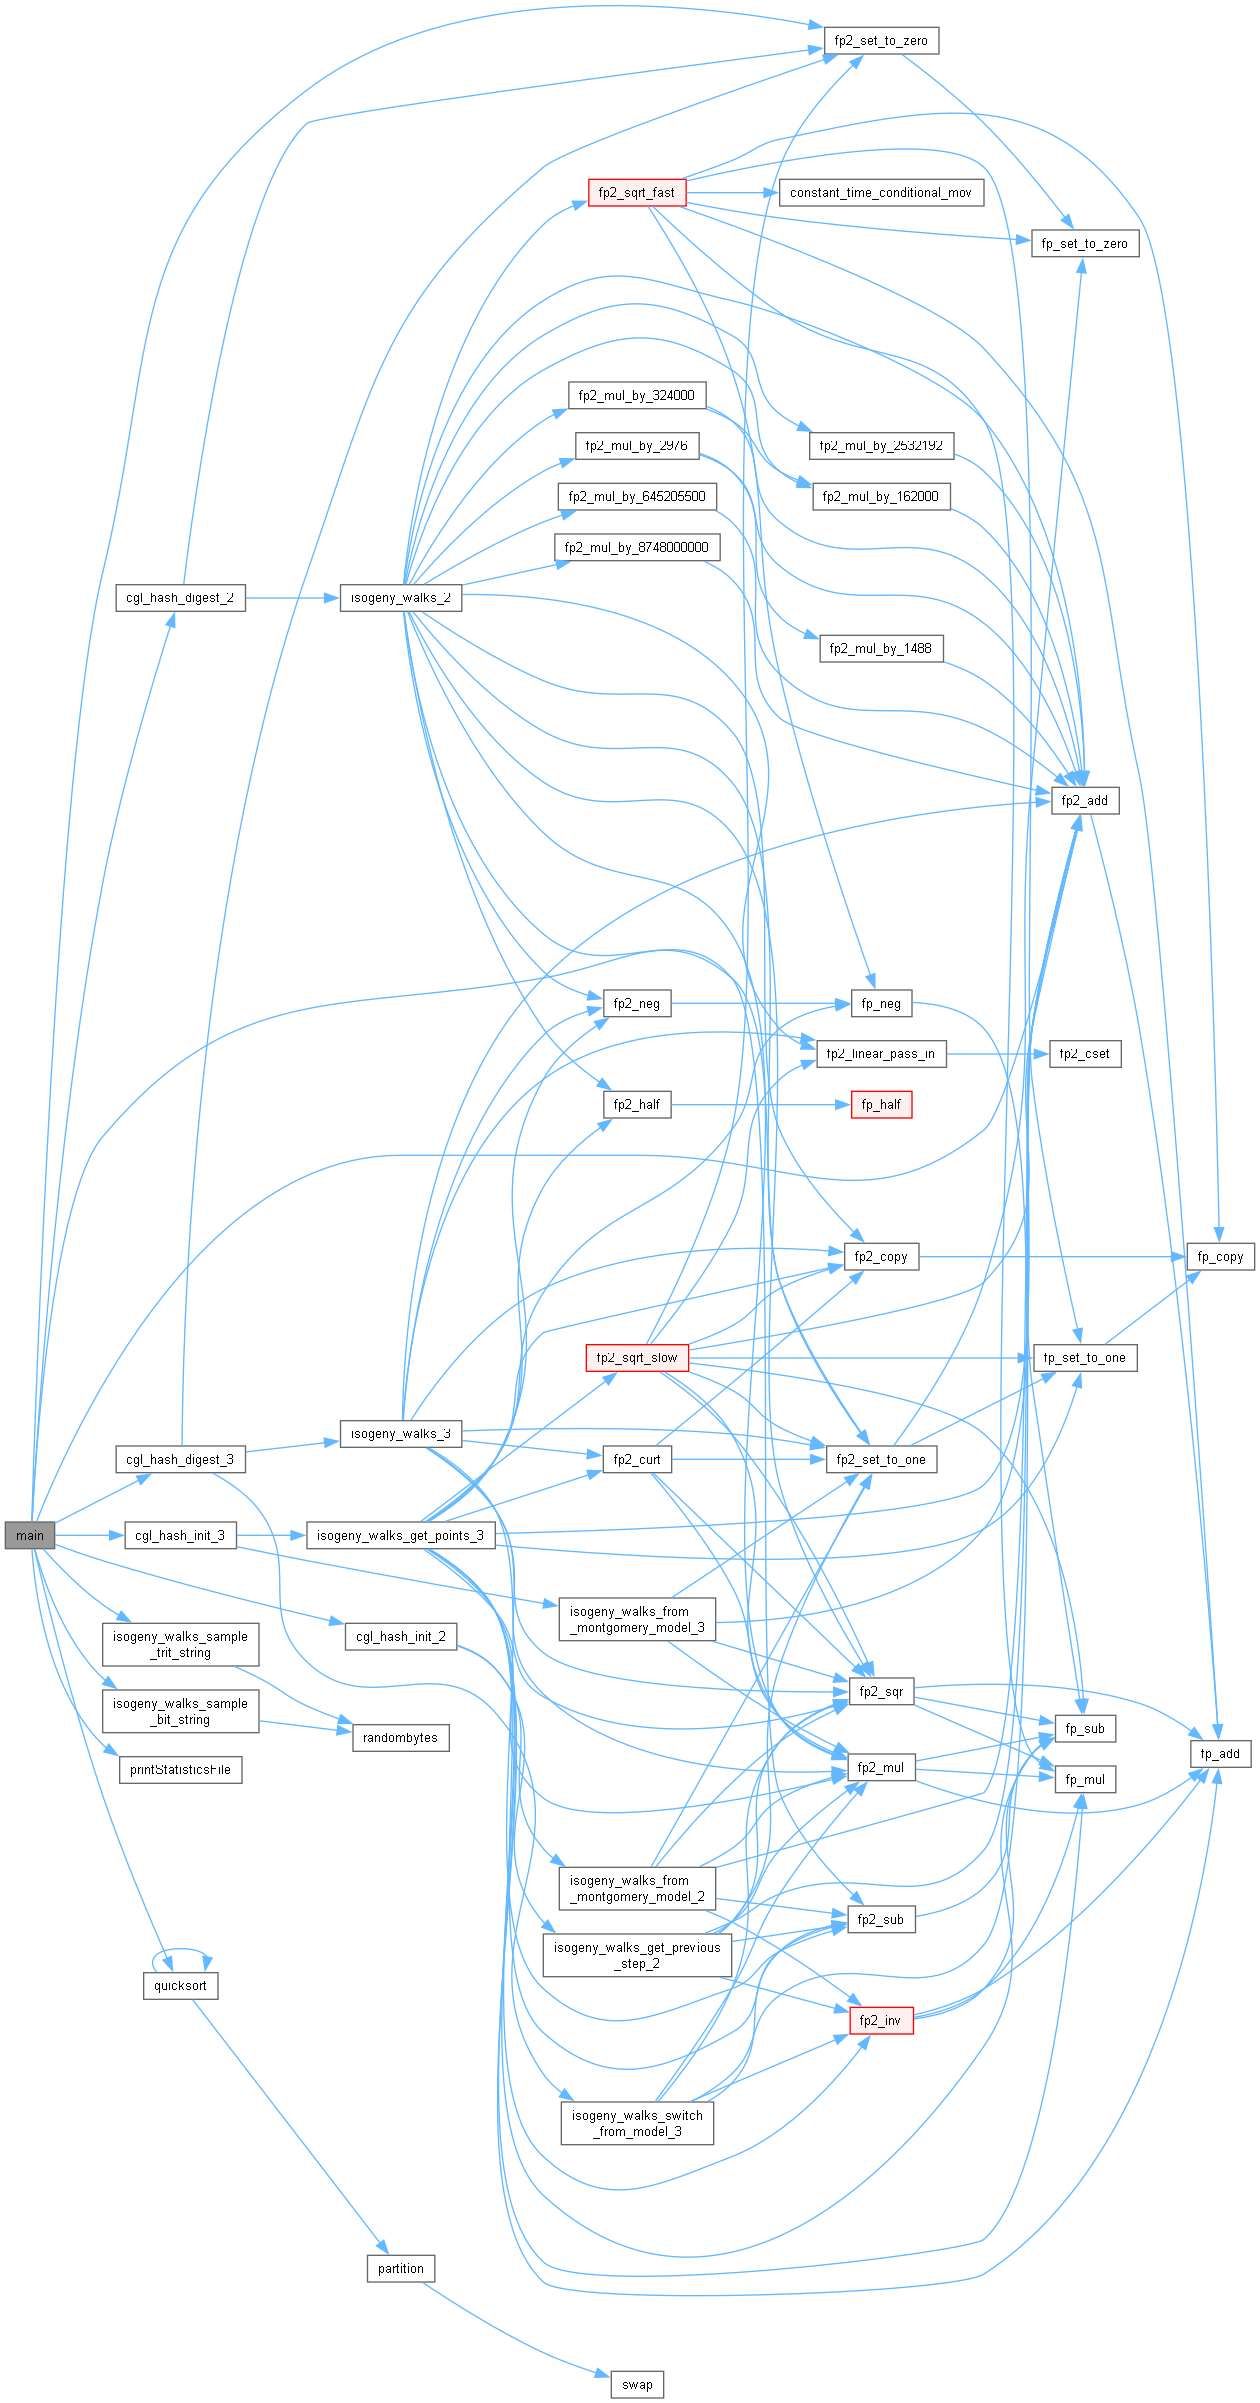 fp2_set_to_zero
fp2_sqrt_fast
constant_time_conditional_mov
fp_set_to_zero
fp2_mul_by_324000
fp2_mul_by_2976
fp2_mul_by_2532192
fp2_mul_by_645205500
fp2_mul_by_162000
fp2_mul_by_8748000000
cgl_hash_digest_2
isogeny_walks_2
fp2_mul_by_1488
fp2_add
fp2_neg
fp_neg
fp2_linear_pass_in
fp2_cset
fp2_half
fp_half
fp2_copy
fp_copy
fp2_sqrt_slow
fp_set_to_one
isogeny_walks_3
cgl_hash_digest_3
fp2_curt
fp2_set_to_one
main
cgl_hash_init_3
isogeny_walks_get_points_3
isogeny_walks_from
_montgomery_model_3
isogeny_walks_sample
_trit_string
cgl_hash_init_2
fp2_sqr
isogeny_walks_sample
_bit_string
randombytes
fp_sub
fp_add
printStatisticsFile
fp2_mul
fp_mul
isogeny_walks_from
_montgomery_model_2
fp2_sub
isogeny_walks_get_previous
_step_2
quicksort
fp2_inv
isogeny_walks_switch
_from_model_3
partition
swap